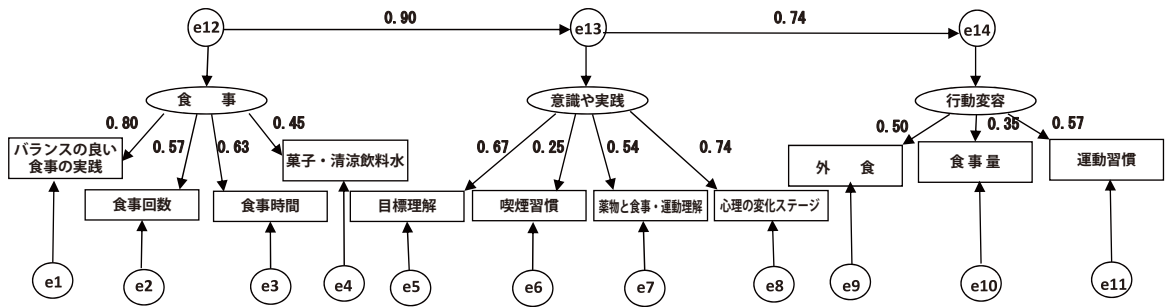 0.90
0.74
e12
e13
e14
食 事
意識や実践
行動変容
0.80
0.57
0.63
0.45
0.67
0.25
0.54
0.74
0.50
0.35
0.57
バランスの良い
食事の実践
菓子・清涼飲料水
外 食
食事量
運動習慣
食事回数
食事時間
目標理解
喫煙習慣
薬物と食事・運動理解
心理の変化ステージ
e1
e2
e3
e4
e5
e6
e7
e8
e9
e10
e11